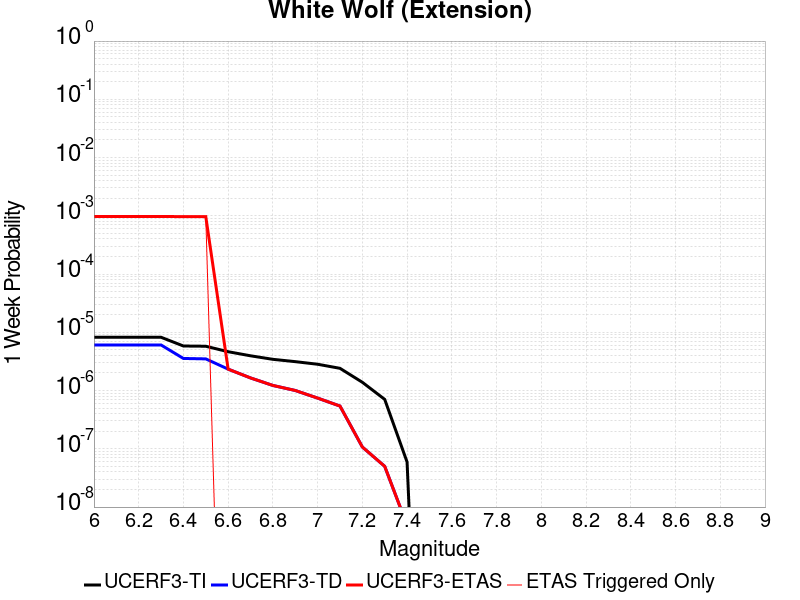 White Wolf (Extension)
10^0
10^-1
10^-2
10^-3
10^-4
10^-5
10^-6
10^-7
10^-8
1 Week Probability
6 6.2 6.4 6.6 6.8 7 7.2 7.4 7.6 7.8 8 8.2 8.4 8.6 8.8 9
Magnitude
UCERF3-TI UCERF3-TD UCERF3-ETAS ETAS Triggered Only